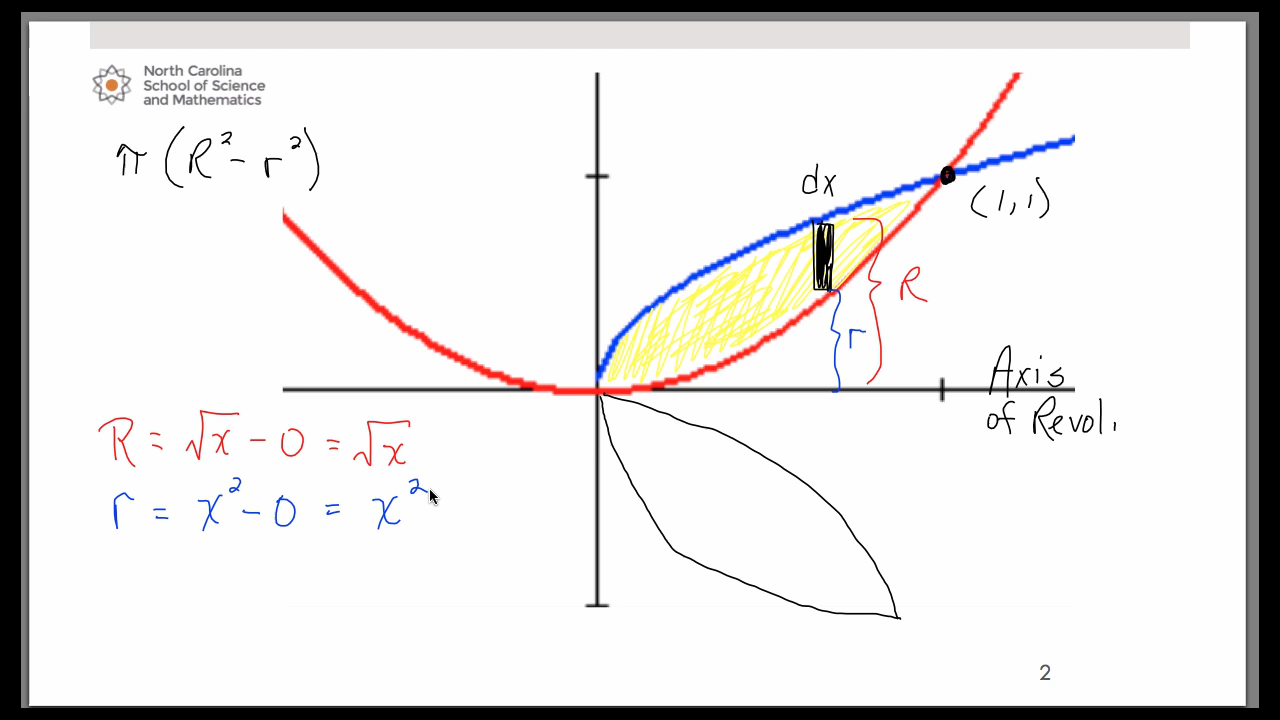 North Carolina
School of Science
and Mathematics
π (R² - r²)
dx
(1,1)
R
r
Axis
of Revol.
R = √x - 0 = √x
r = x² - 0 = x²
2